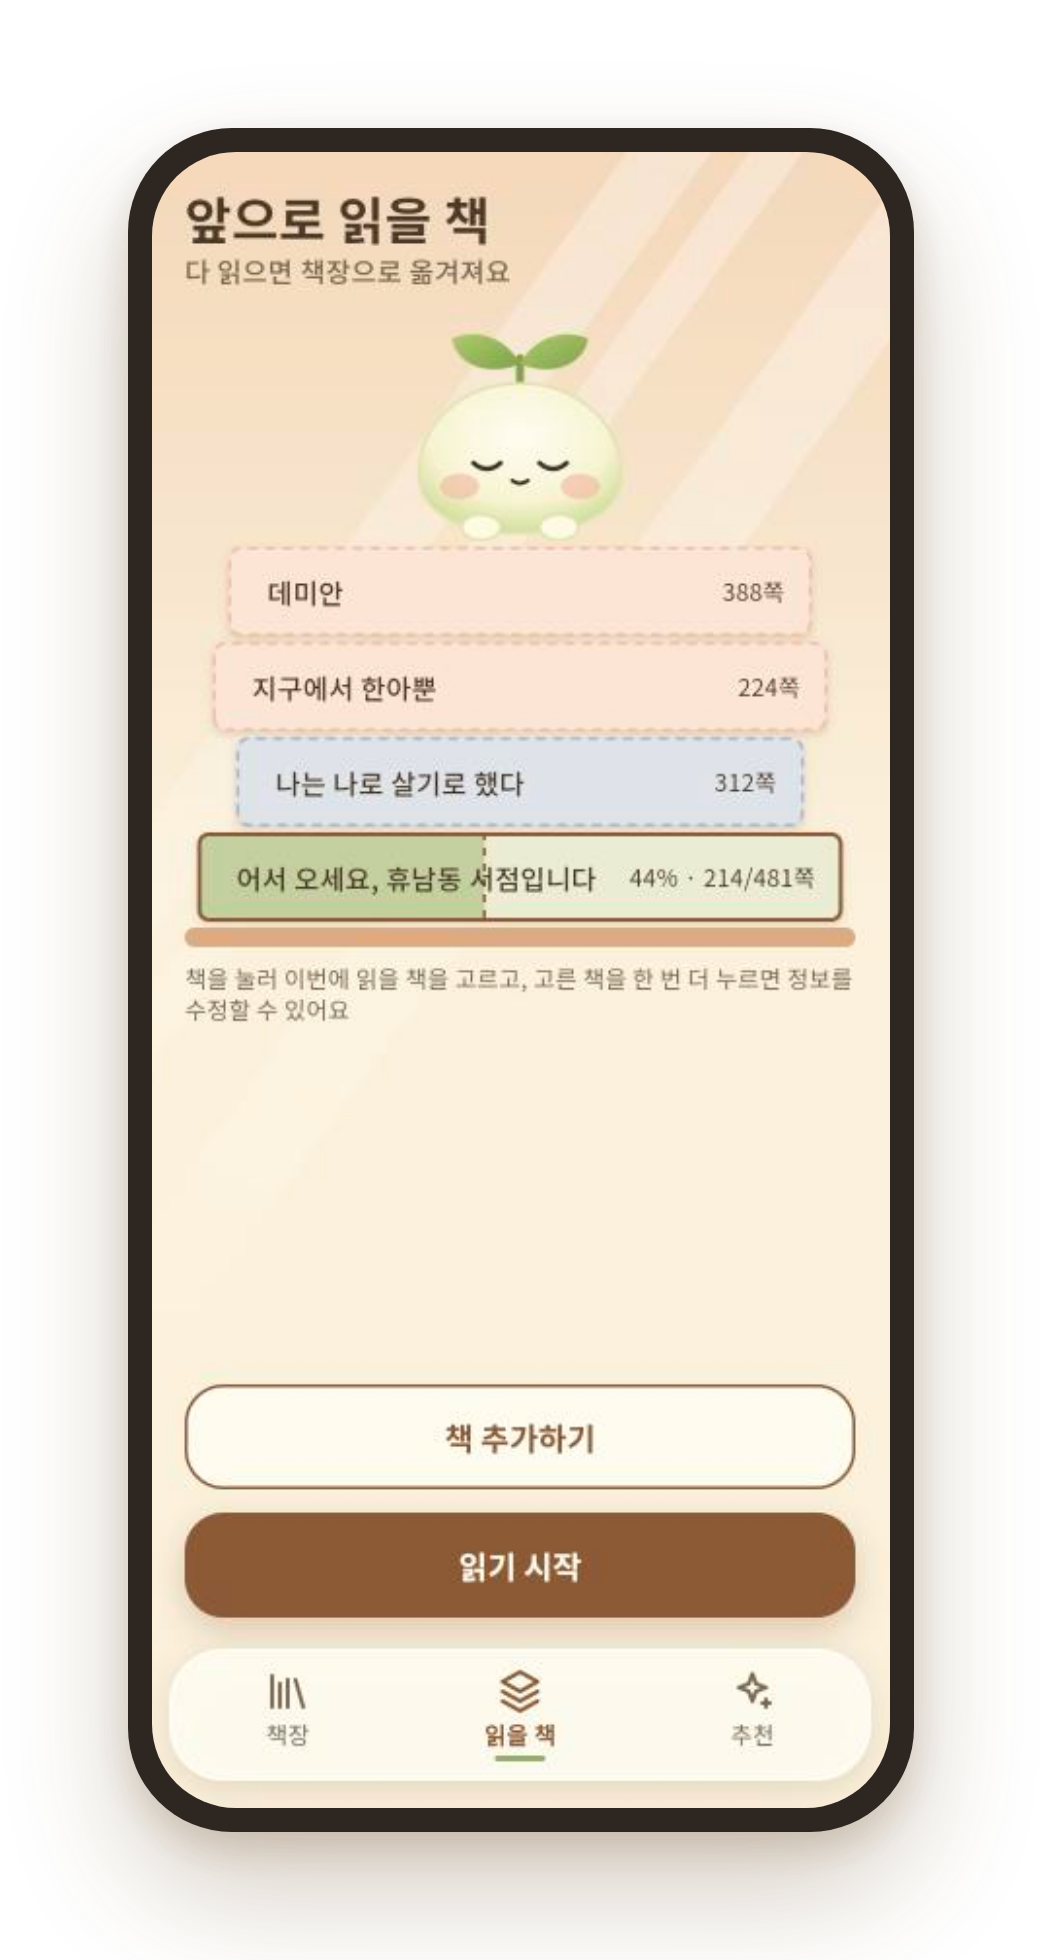 앞으로 읽을 책
다 읽으면 책장으로 옮겨져요
데미안 388쪽
지구에서 한아뿐 224쪽
나는 나로 살기로 했다 312쪽
어서 오세요, 휴남동 서점입니다 44% · 214/481쪽
책을 눌러 이번에 읽을 책을 고르고, 고른 책을 한 번 더 누르면 정보를
수정할 수 있어요
책 추가하기
읽기 시작
책장 읽을 책 추천